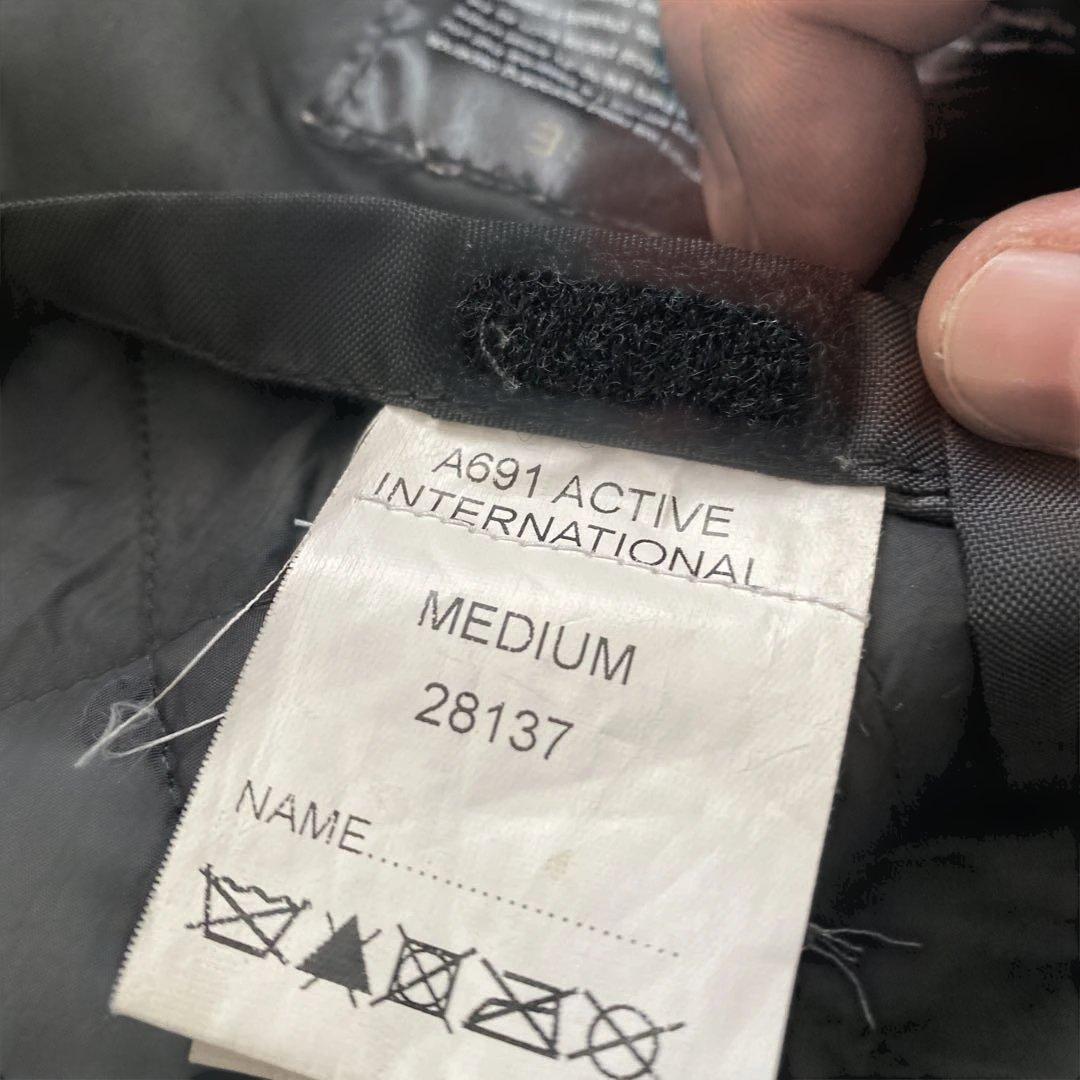 A691 ACTIVE
INTERNATIONAL
MEDIUM
28137
NAME..............................